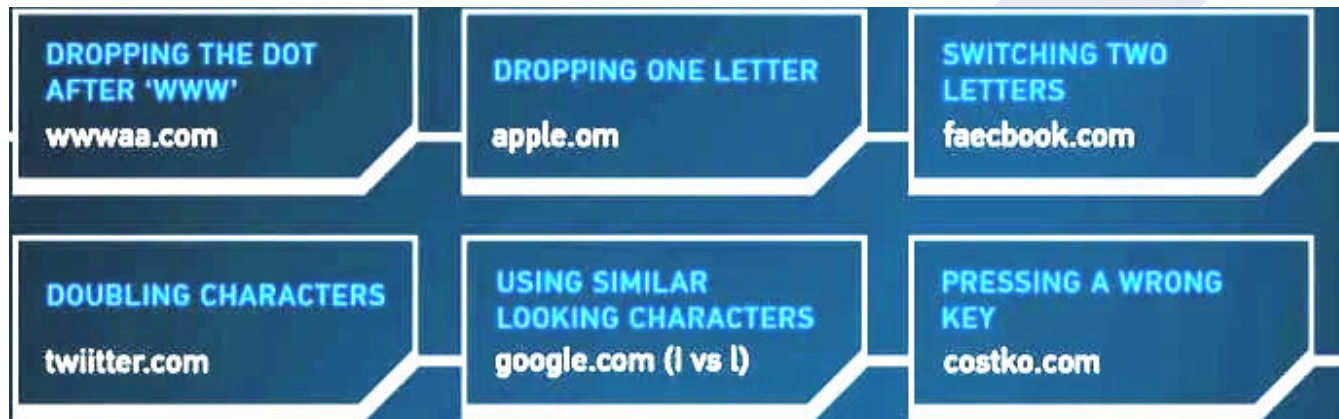 DROPPING THE DOT
AFTER ‘WWW’
wwwaa.com
DROPPING ONE LETTER
apple.om
SWITCHING TWO
LETTERS
faecbook.com
DOUBLING CHARACTERS
twiitter.com
USING SIMILAR
LOOKING CHARACTERS
googIe.com (I vs l)
PRESSING A WRONG
KEY
costko.com